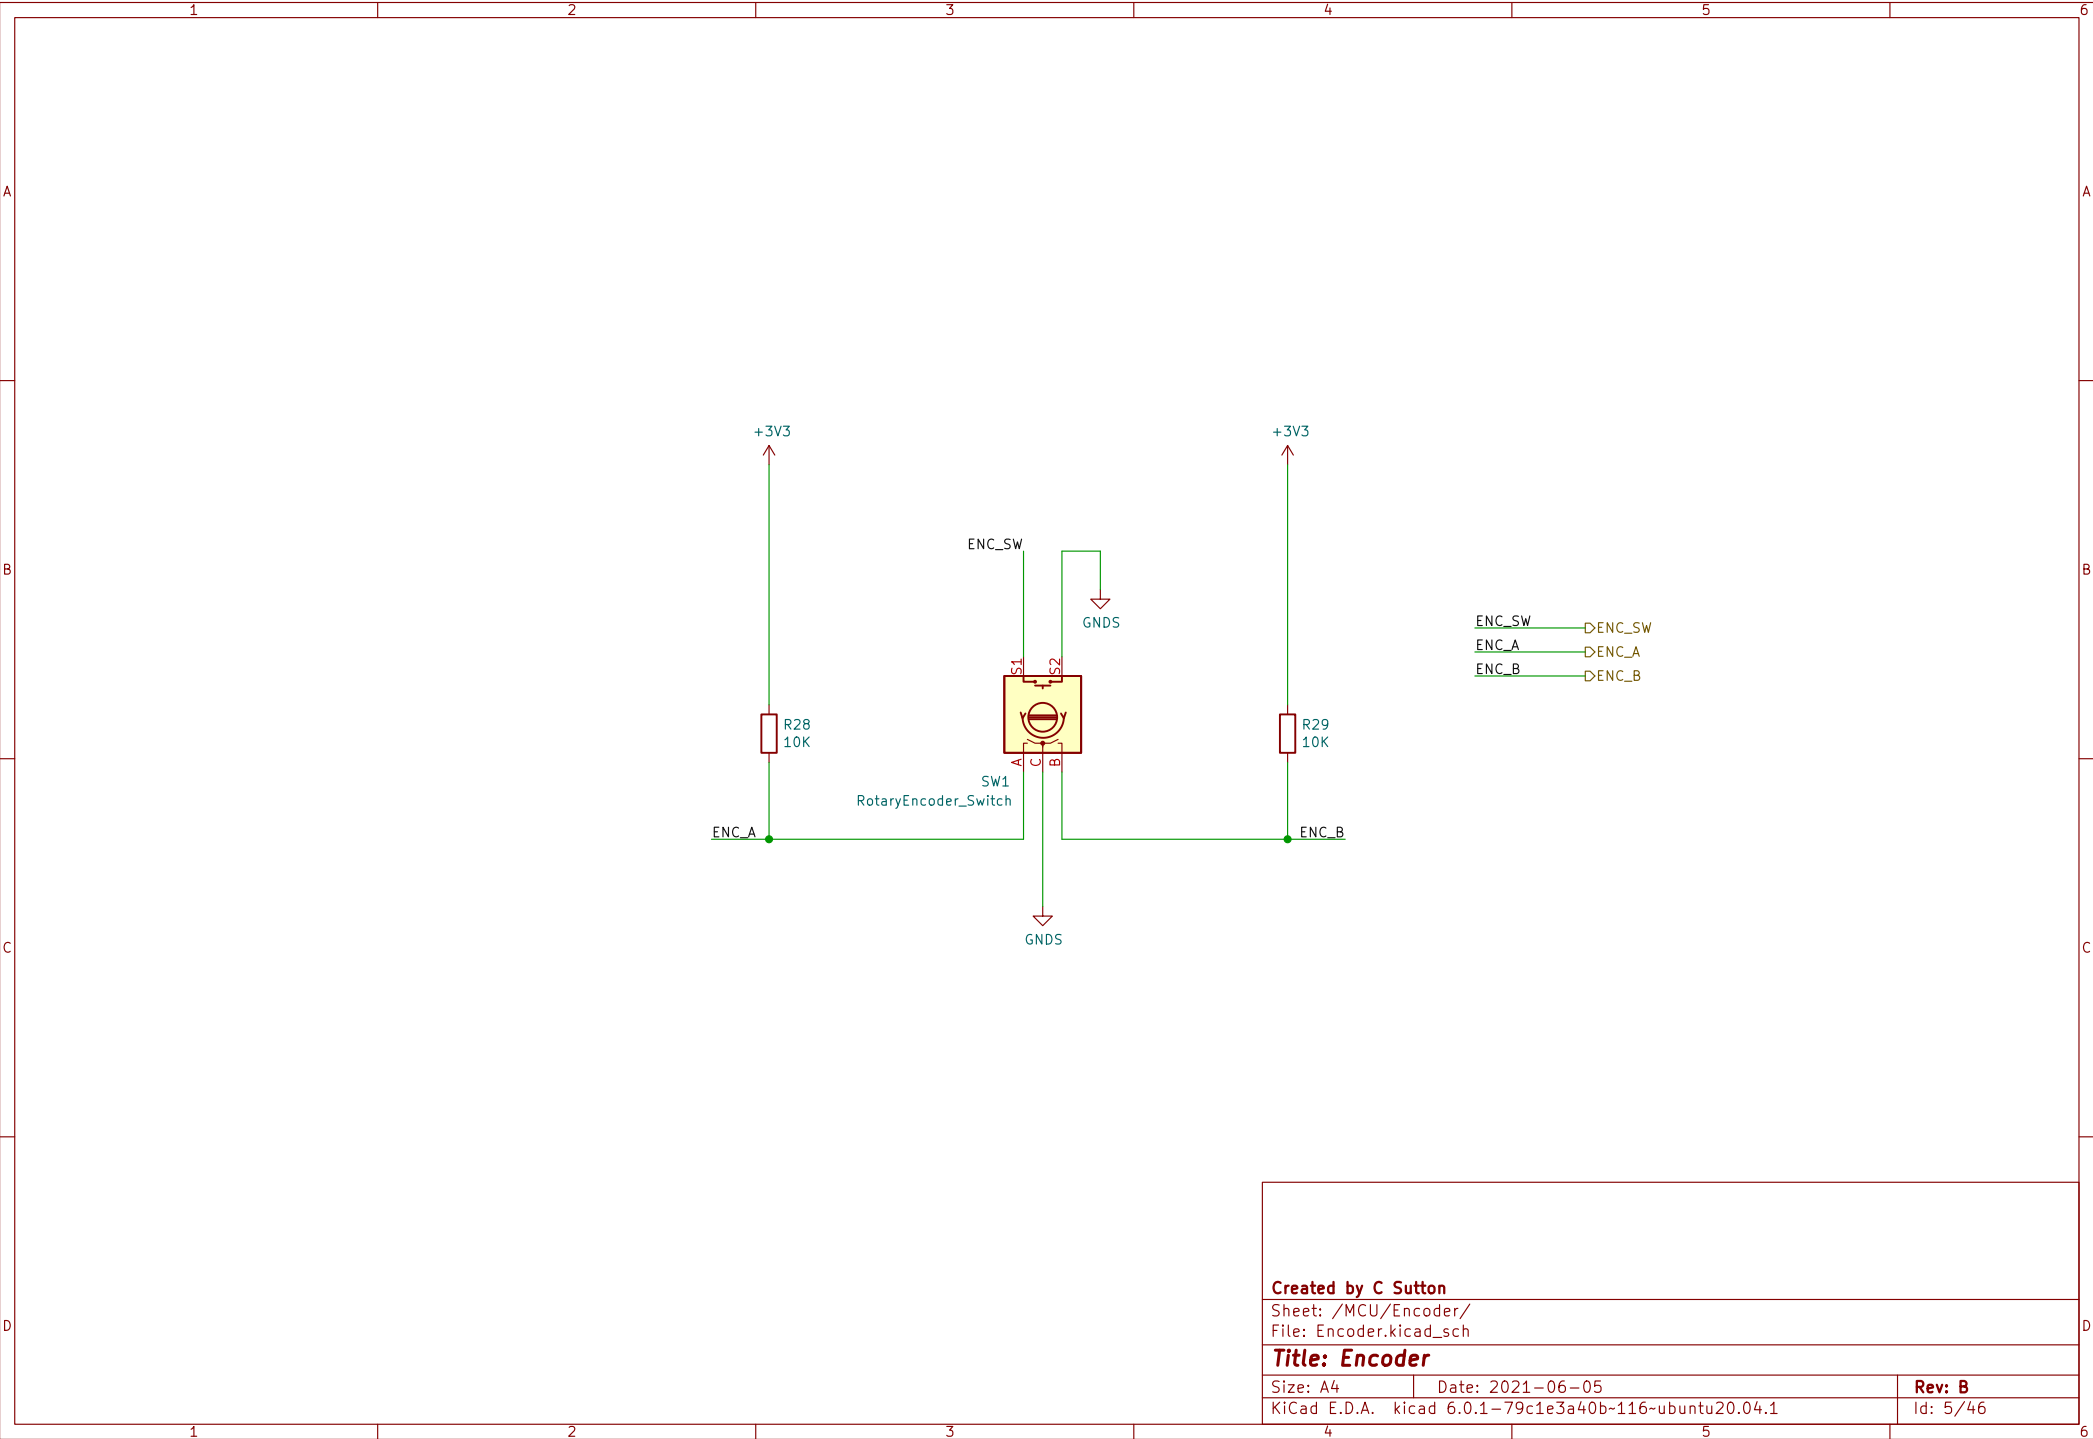 1 2 3 4 5 6
A A
+3V3 +3V3
ENC_SW
B B
GNDS
ENC_SW ENC_SW
ENC_A ENC_A
ENC_B ENC_B
S1 S2
R28 R29
10K 10K
A C B
SW1
RotaryEncoder_Switch
ENC_A ENC_B
GNDS
C C
Created by C Sutton
Sheet: /MCU/Encoder/
D D
File: Encoder.kicad_sch
Title: Encoder
Size: A4 Date: 2021-06-05 Rev: B
KiCad E.D.A. kicad 6.0.1-79c1e3a40b~116~ubuntu20.04.1 Id: 5/46
1 2 3 4 5 6